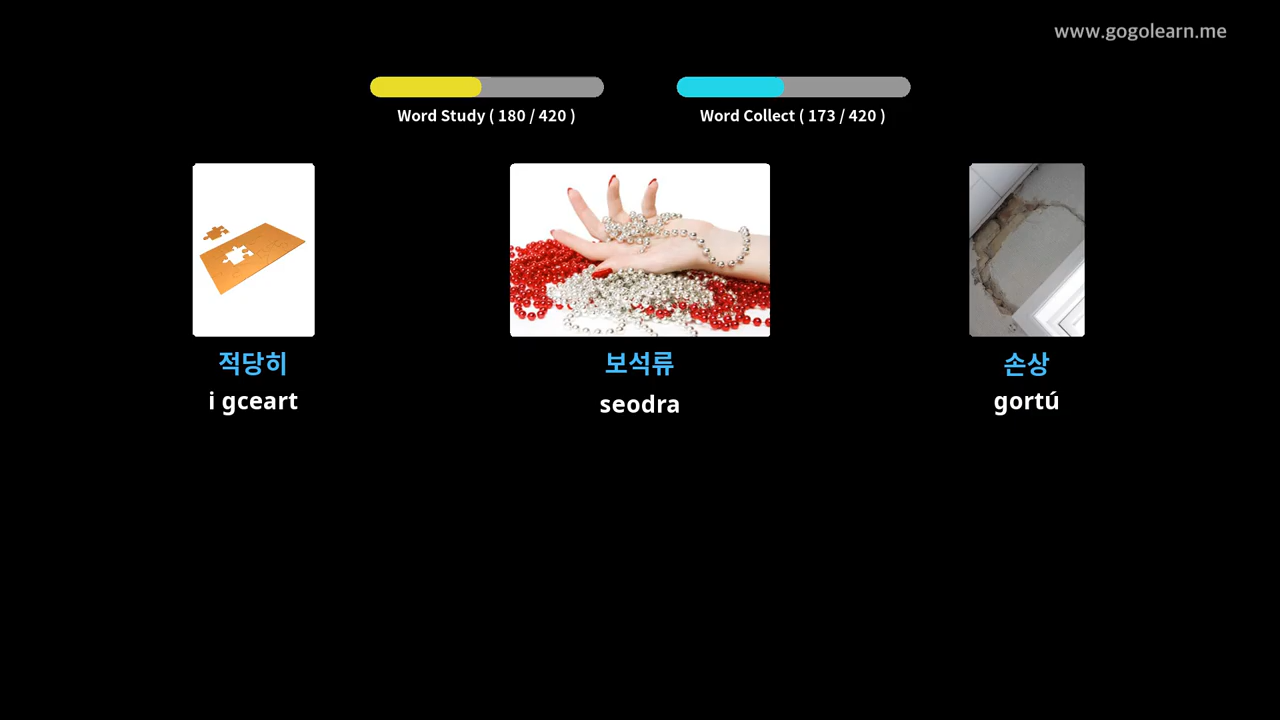 www.gogolearn.me
Word Study ( 180 / 420 )
Word Collect ( 173 / 420 )
적당히
i gceart
보석류
seodra
손상
gortú